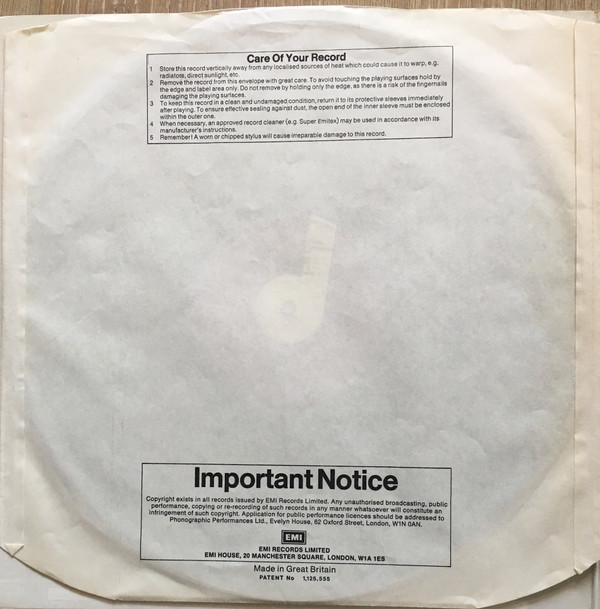 Care Of Your Record
1 Store this record vertically away from any localised sources of heat which could cause it to warp, e.g.
radiators, direct sunlight, etc.
2 Remove the record from this envelope with great care. To avoid touching the playing surfaces hold by
the edge and label area only. Do not remove by holding only the edge, as there is a risk of the fingernails
damaging the playing surfaces.
3 To keep this record in a clean and undamaged condition, return it to its protective sleeves immediately
after playing. To ensure effective sealing against dust, the open end of the inner sleeve must be enclosed
within the outer one.
4 When necessary, an approved record cleaner (e.g. Super Emitex) may be used in accordance with its
manufacturer's instructions.
5 Remember! A worn or chipped stylus will cause irreparable damage to this record.
d
Important Notice
Copyright exists in all records issued by EMI Records Limited. Any unauthorised broadcasting, public
performance, copying or re-recording of such records in any manner whatsoever will constitute an
infringement of such copyright. Application for public performance licences should be addressed to
Phonographic Performances Ltd., Evelyn House, 62 Oxford Street, London, W1N 0AN.
EMI
EMI RECORDS LIMITED
EMI HOUSE, 20 MANCHESTER SQUARE, LONDON, W1A 1ES
Made in Great Britain
PATENT No 1,125,555